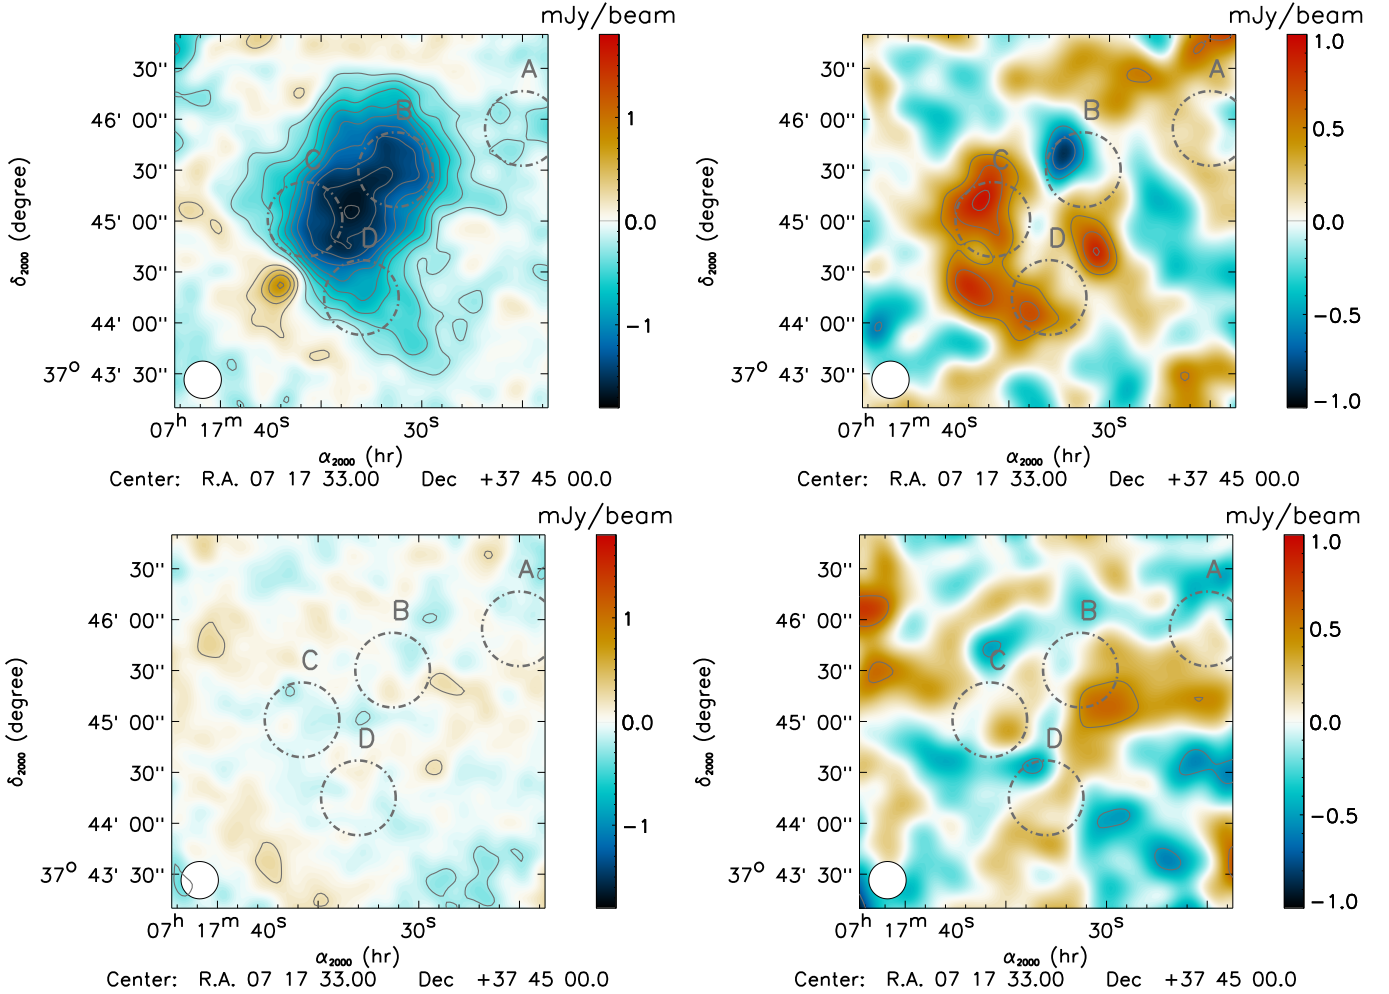 mJy/beam
A
B
C
D
30''
46' 00''
30''
45' 00''
30''
44' 00''
37° 43' 30''
δ2000 (degree)
1
0.0
−1
07h 17m 40s
30s
α2000 (hr)
Center: R.A. 07 17 33.00 Dec +37 45 00.0
mJy/beam
A
B
C
D
30''
46' 00''
30''
45' 00''
30''
44' 00''
37° 43' 30''
δ2000 (degree)
1.0
0.5
0.0
−0.5
−1.0
07h 17m 40s
30s
α2000 (hr)
Center: R.A. 07 17 33.00 Dec +37 45 00.0
mJy/beam
A
B
C
D
30''
46' 00''
30''
45' 00''
30''
44' 00''
37° 43' 30''
δ2000 (degree)
1
0.0
−1
07h 17m 40s
30s
α2000 (hr)
Center: R.A. 07 17 33.00 Dec +37 45 00.0
mJy/beam
A
B
C
D
30''
46' 00''
30''
45' 00''
30''
44' 00''
37° 43' 30''
δ2000 (degree)
1.0
0.5
0.0
−0.5
−1.0
07h 17m 40s
30s
α2000 (hr)
Center: R.A. 07 17 33.00 Dec +37 45 00.0